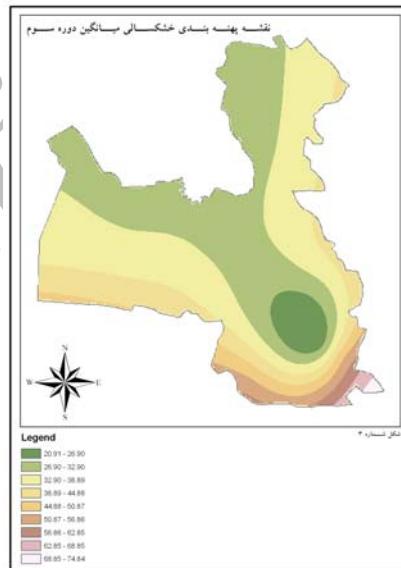 نقشه پهنه بندی خشکسالی میانگین دوره سوم
N
W E
S
شکل شماره ۳
Legend
20.91 - 26.90
26.90 - 32.90
32.90 - 38.89
38.89 - 44.88
44.88 - 50.87
50.87 - 56.86
56.86 - 62.85
62.85 - 68.85
68.85 - 74.84